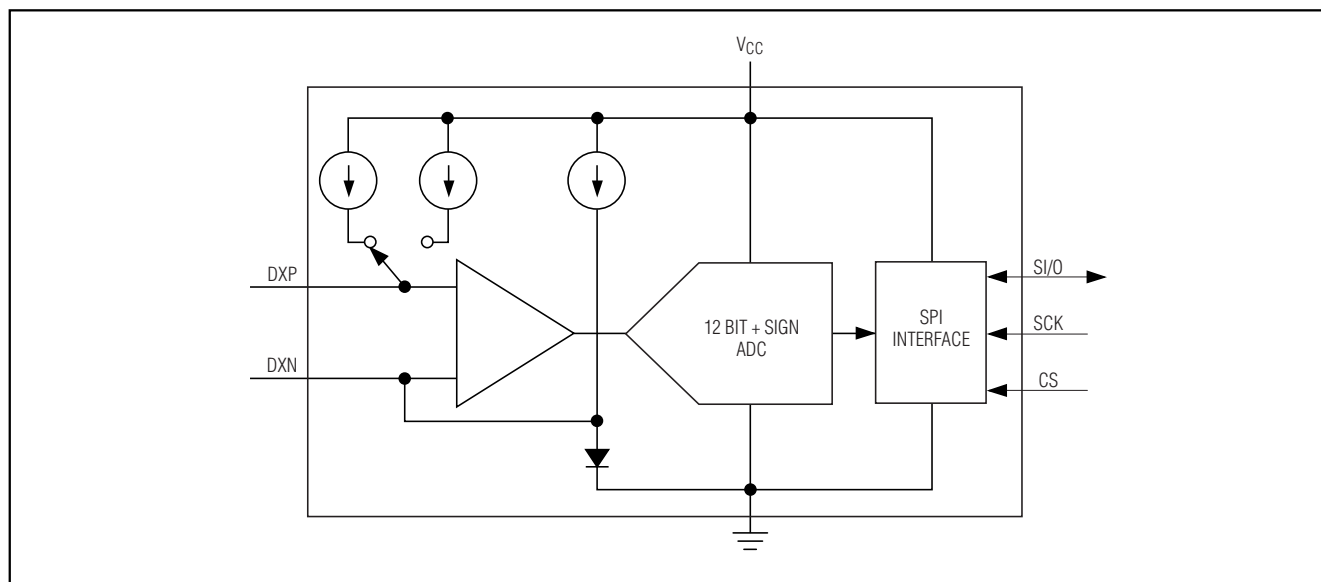 VCC
DXP
DXN
12 BIT + SIGN
ADC
SPI
INTERFACE
SI/O
SCK
CS